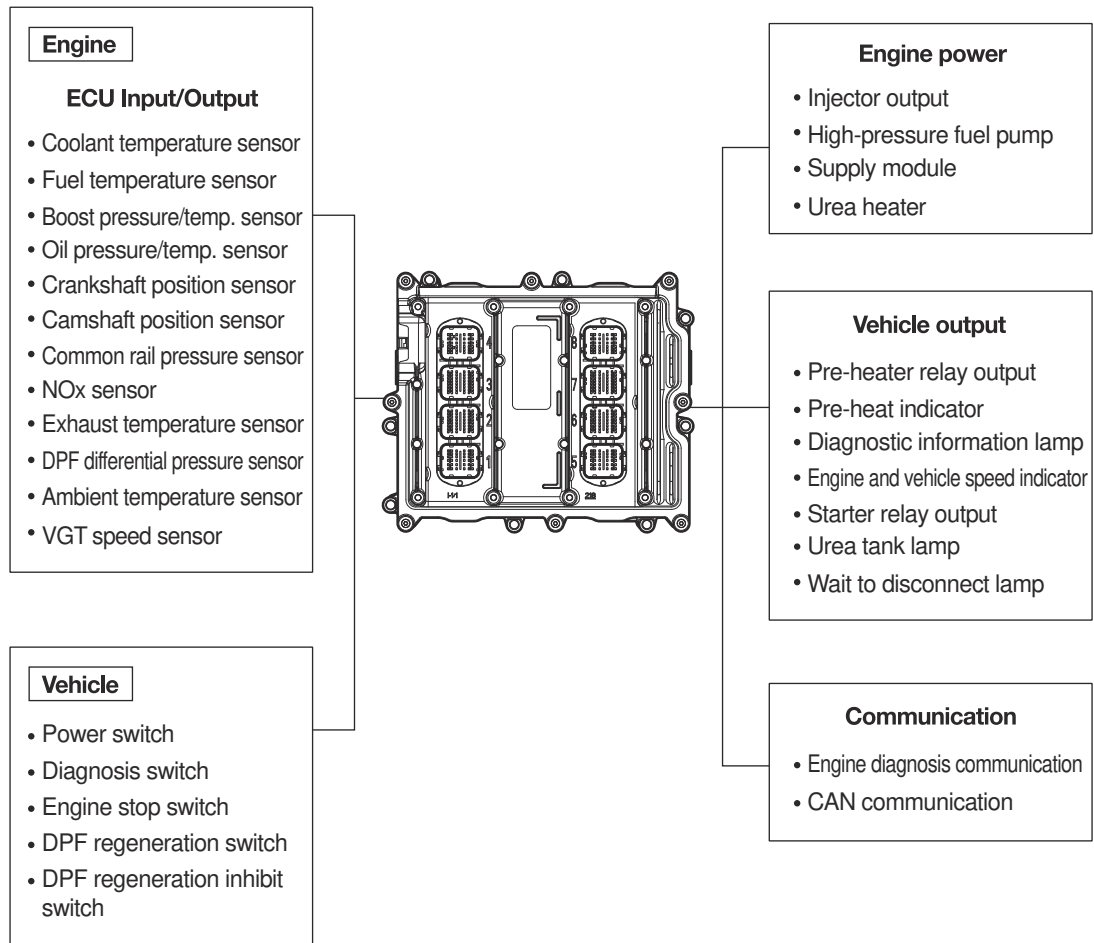 Engine
ECU Input/Output
• Coolant temperature sensor
• Fuel temperature sensor
• Boost pressure/temp. sensor
• Oil pressure/temp. sensor
• Crankshaft position sensor
• Camshaft position sensor
• Common rail pressure sensor
• NOx sensor
• Exhaust temperature sensor
• DPF differential pressure sensor
• Ambient temperature sensor
• VGT speed sensor
Vehicle
• Power switch
• Diagnosis switch
• Engine stop switch
• DPF regeneration switch
• DPF regeneration inhibit
switch
4
3
2
1
8
7
6
5
Engine power
• Injector output
• High-pressure fuel pump
• Supply module
• Urea heater
Vehicle output
• Pre-heater relay output
• Pre-heat indicator
• Diagnostic information lamp
• Engine and vehicle speed indicator
• Starter relay output
• Urea tank lamp
• Wait to disconnect lamp
Communication
• Engine diagnosis communication
• CAN communication